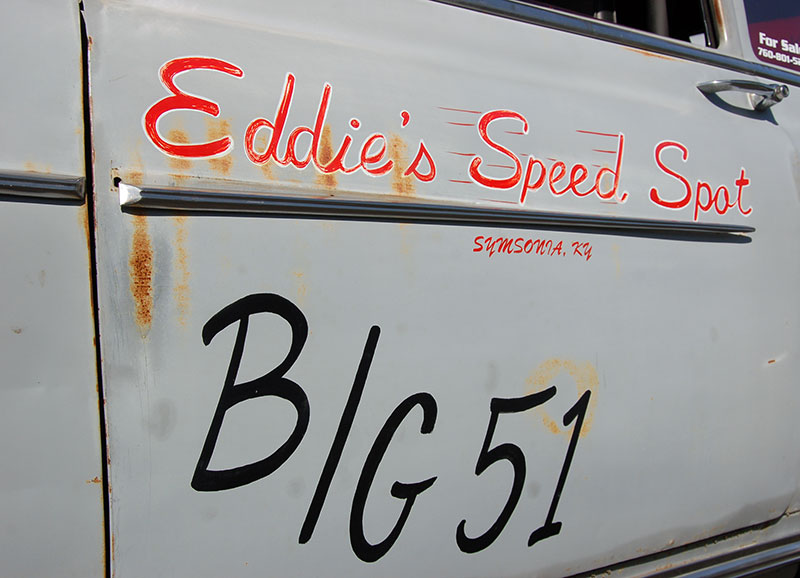 For Sale
Eddie's Speed Spot
SYMSONIA, KY
B/G 51